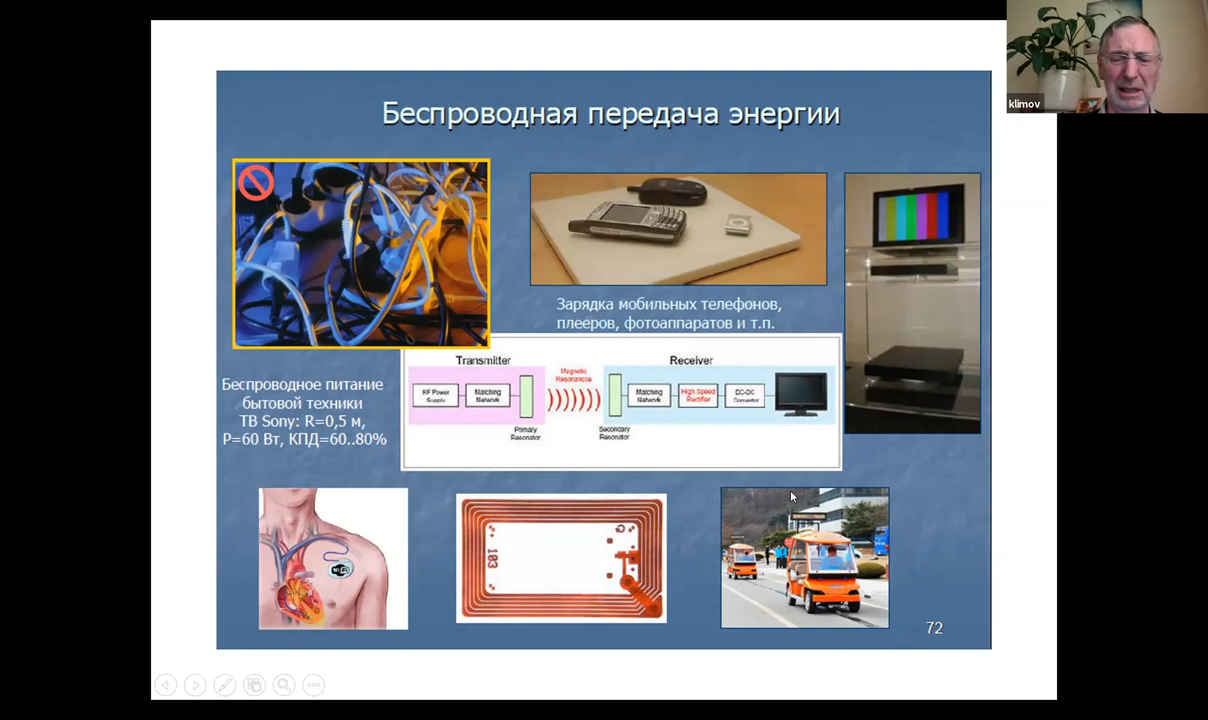 klimov
Беспроводная передача энергии
Зарядка мобильных телефонов,
плееров, фотоаппаратов и т.п.
Беспроводное питание
бытовой техники
ТВ Sony: R=0,5 м,
P=60 Вт, КПД=60..80%
Transmitter
Receiver
RF Power
Supply
Matching
Network
Primary
Resonator
Magnetic
Resonance
Secondary
Resonator
Matching
Network
High Speed
Rectifier
DC-DC
Convertor
103
72